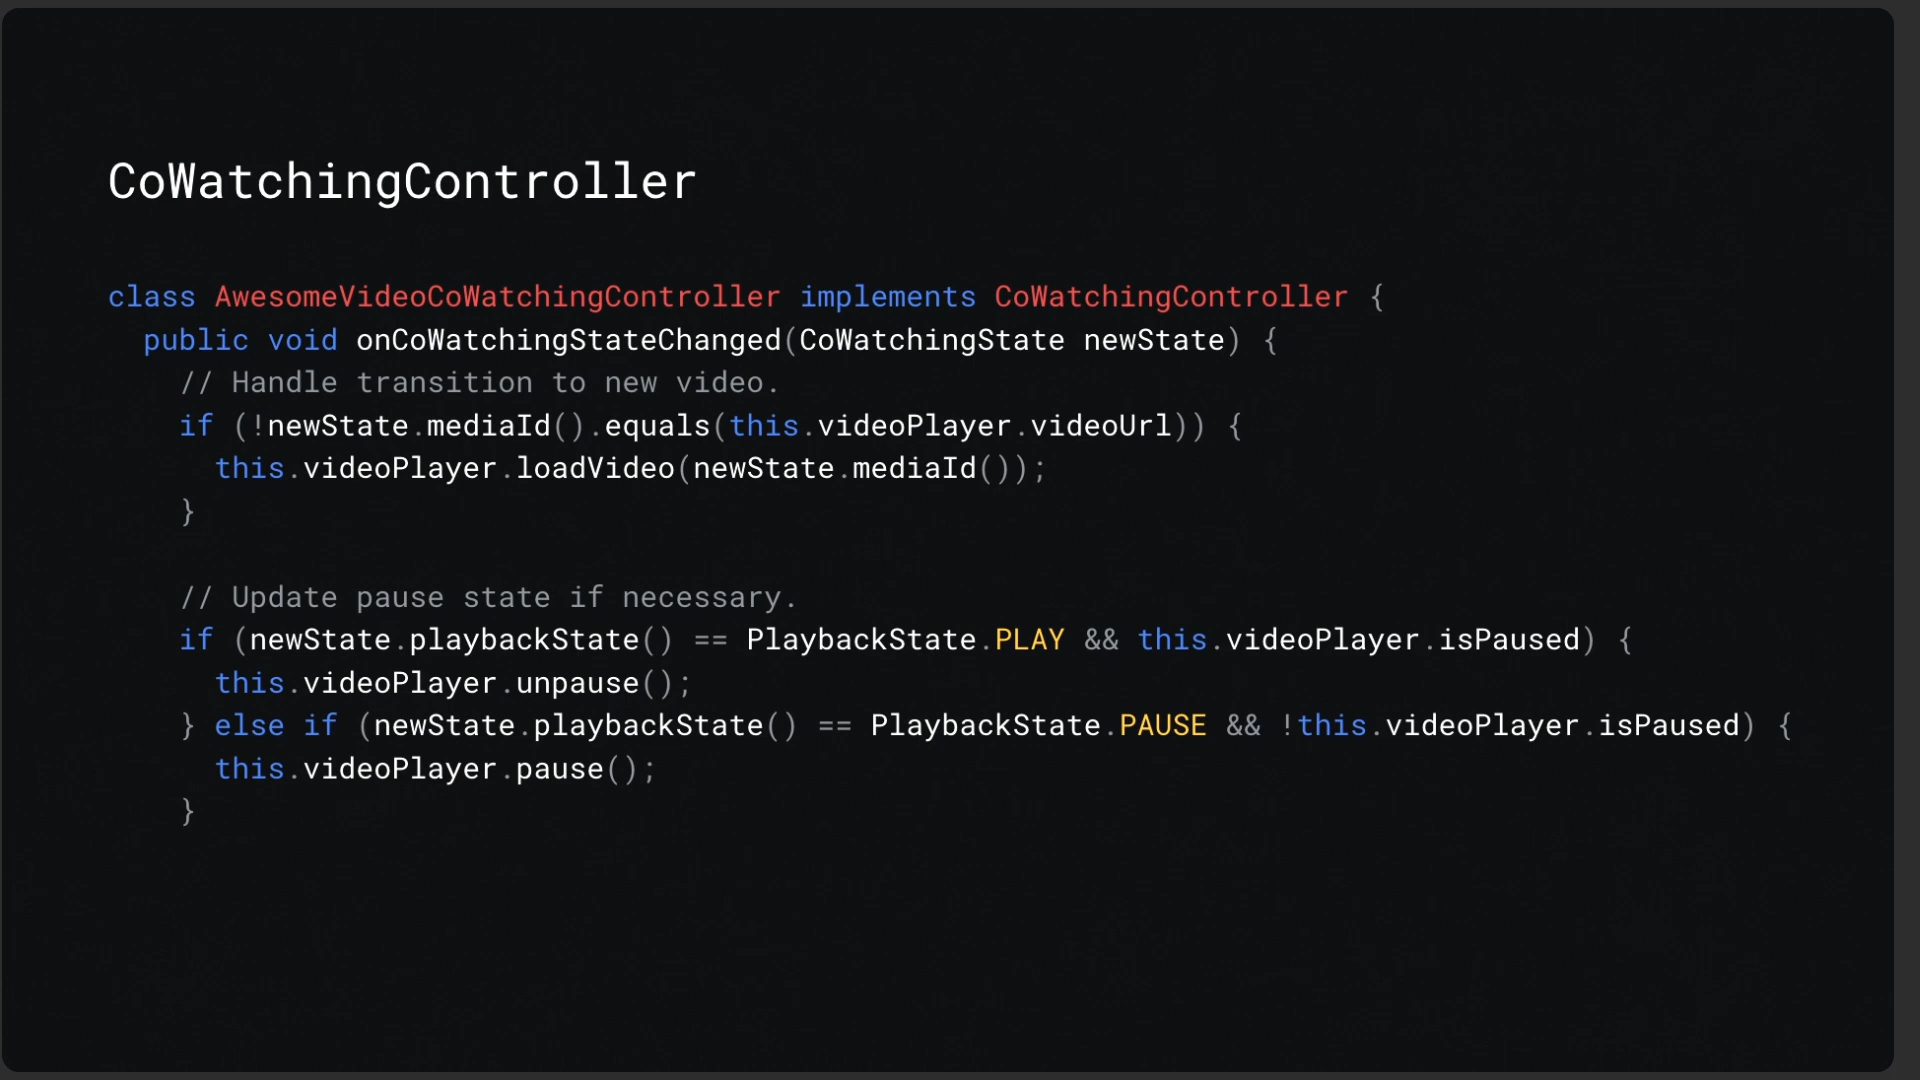 CoWatchingController
class AwesomeVideoCoWatchingController implements CoWatchingController {
  public void onCoWatchingStateChanged(CoWatchingState newState) {
    // Handle transition to new video.
    if (!newState.mediaId().equals(this.videoPlayer.videoUrl)) {
      this.videoPlayer.loadVideo(newState.mediaId());
    }
    // Update pause state if necessary.
    if (newState.playbackState() == PlaybackState.PLAY && this.videoPlayer.isPaused) {
      this.videoPlayer.unpause();
    } else if (newState.playbackState() == PlaybackState.PAUSE && !this.videoPlayer.isPaused) {
      this.videoPlayer.pause();
    }